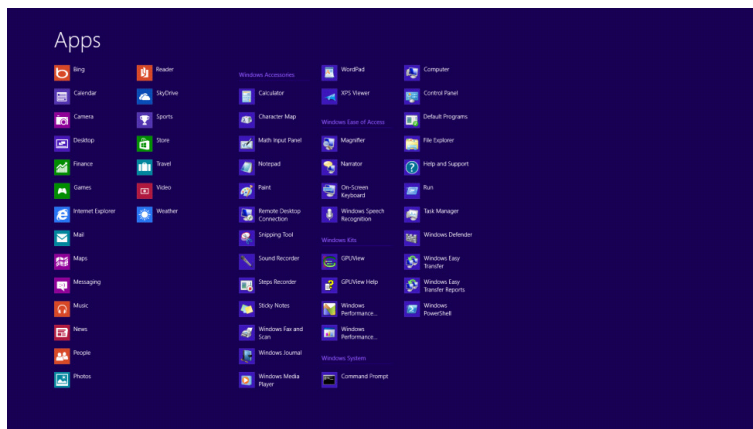 Apps
Bing
Calendar
Camera
Desktop
Finance
Games
Internet Explorer
Mail
Maps
Messaging
Music
News
People
Photos
Reader
SkyDrive
Sports
Store
Travel
Video
Weather
Windows Accessories
Calculator
Character Map
Math Input Panel
Notepad
Paint
Remote Desktop
Connection
Snipping Tool
Sound Recorder
Steps Recorder
Sticky Notes
Windows Fax and
Scan
Windows Journal
Windows Media
Player
WordPad
XPS Viewer
Windows Ease of Access
Magnifier
Narrator
On-Screen
Keyboard
Windows Speech
Recognition
Windows Kits
GPUView
GPUView Help
Windows
Performance...
Windows
Performance...
Windows System
Command Prompt
Computer
Control Panel
Default Programs
File Explorer
Help and Support
Run
Task Manager
Windows Defender
Windows Easy
Transfer
Windows Easy
Transfer Reports
Windows
PowerShell